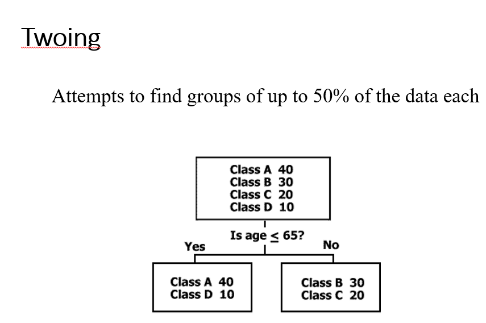 Twoing
Attempts to find groups of up to 50% of the data each
Class A 40
Class B 30
Class C 20
Class D 10
Is age ≤ 65?
Yes
No
Class A 40
Class D 10
Class B 30
Class C 20